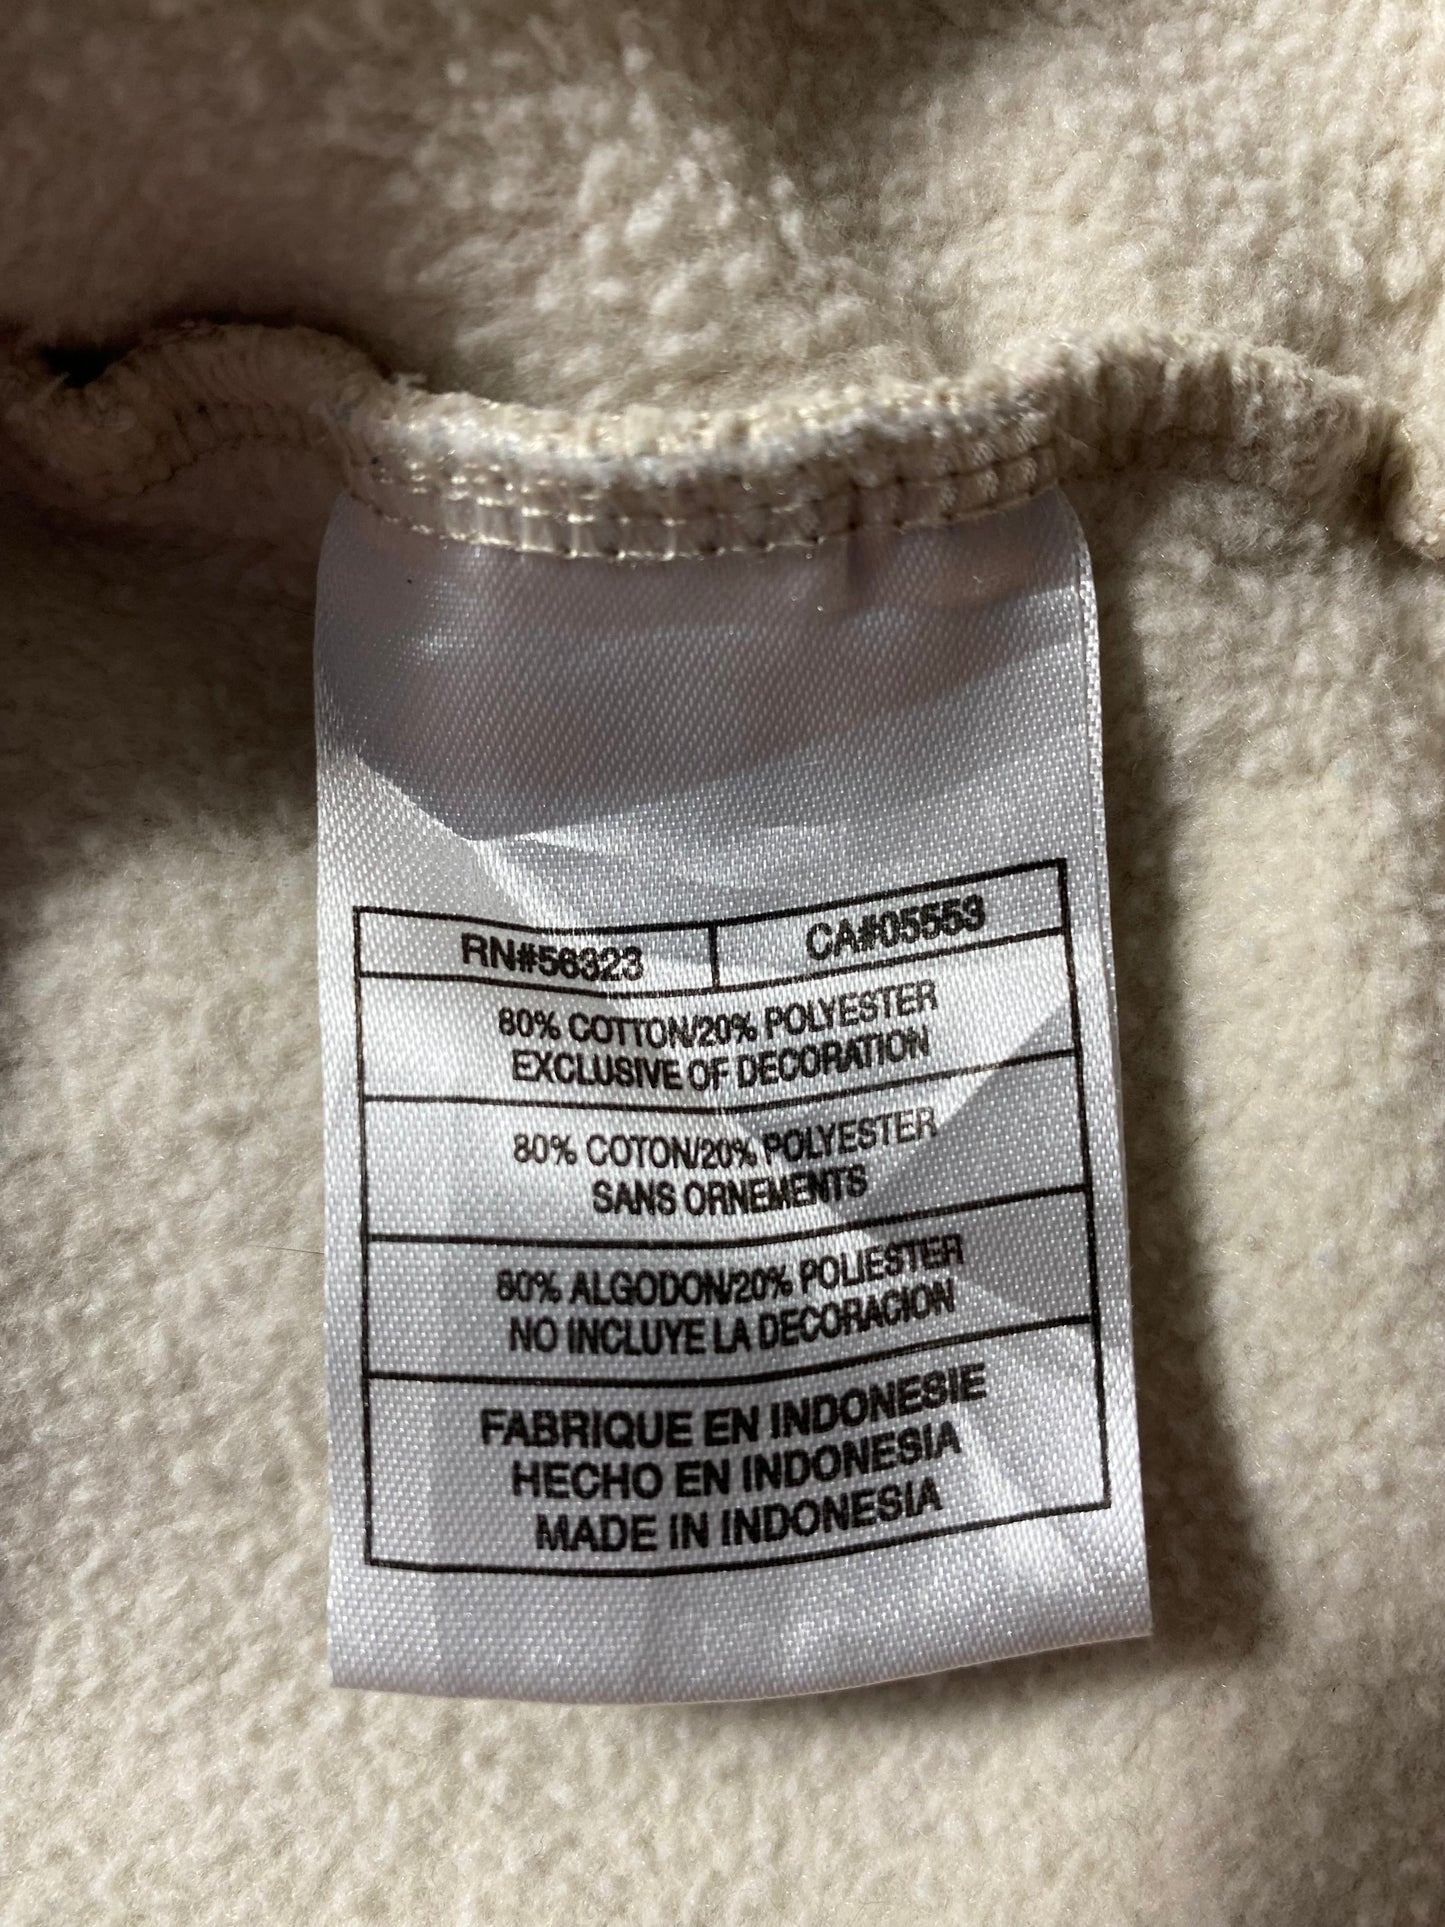 RN#56323 CA#05553
80% COTTON/20% POLYESTER
EXCLUSIVE OF DECORATION
80% COTON/20% POLYESTER
SANS ORNEMENTS
80% ALGODON/20% POLIESTER
NO INCLUYE LA DECORACION
FABRIQUE EN INDONESIE
HECHO EN INDONESIA
MADE IN INDONESIA